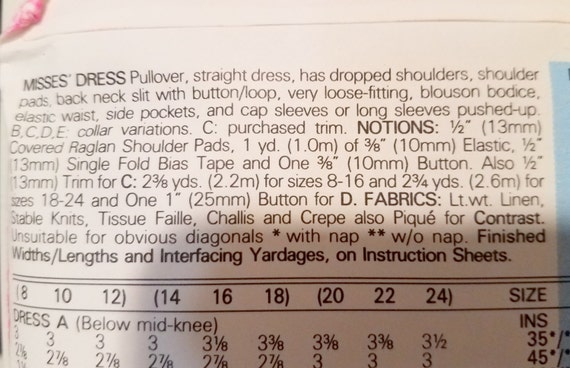 MISSES' DRESS Pullover, straight dress, has dropped shoulders, shoulder
pads, back neck slit with button/loop, very loose-fitting, blouson bodice,
elastic waist, side pockets, and cap sleeves or long sleeves pushed-up.
B,C,D,E: collar variations. C: purchased trim. NOTIONS: ½" (13mm)
Covered Raglan Shoulder Pads, 1 yd. (1.0m) of ⅜" (10mm) Elastic, ½"
(13mm) Single Fold Bias Tape and One ⅜" (10mm) Button. Also ½"
(13mm) Trim for C: 2⅜ yds. (2.2m) for sizes 8-16 and 2¾ yds. (2.6m) for
sizes 18-24 and One 1" (25mm) Button for D. FABRICS: Lt.wt. Linen,
Stable Knits, Tissue Faille, Challis and Crepe also Piqué for Contrast.
Unsuitable for obvious diagonals * with nap ** w/o nap. Finished
Widths/Lengths and Interfacing Yardages, on Instruction Sheets.
(8 10 12) (14 16 18) (20 22 24) SIZE
DRESS A (Below mid-knee) INS
3 3 3 3 3⅛ 3⅜ 3⅜ 3⅜ 3½ 35*/*
2⅞ 2⅞ 2⅞ 2⅞ 2⅞ 2⅞ 3 3 3 45*/*